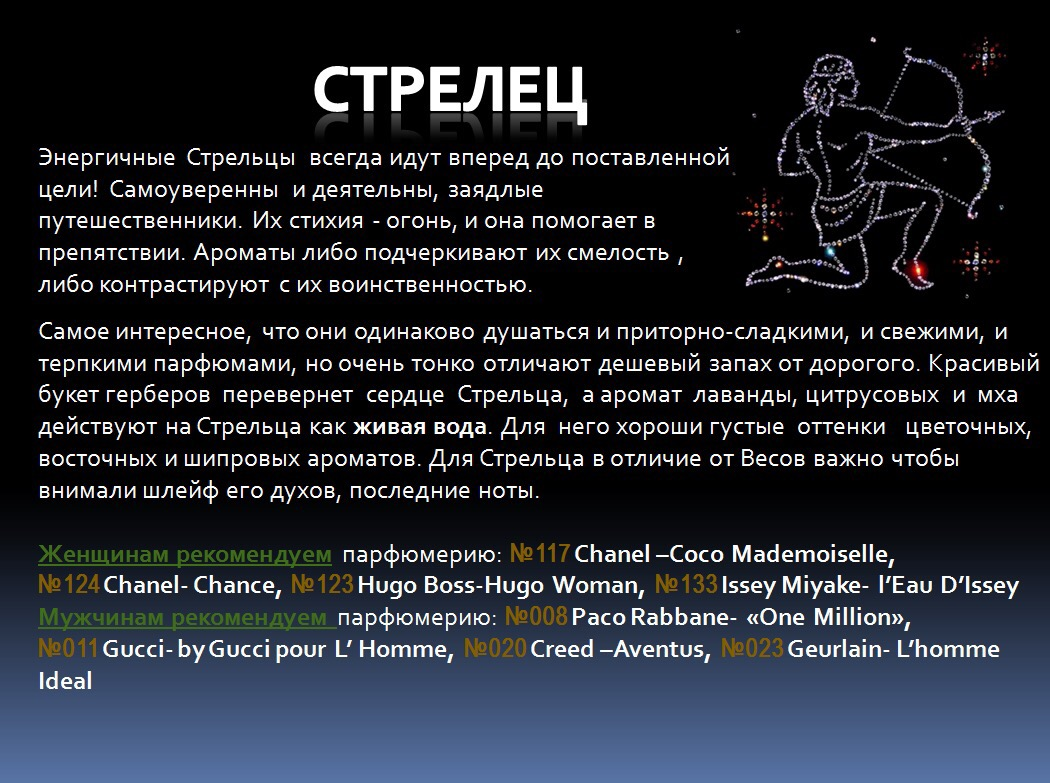 СТРЕЛЕЦ
Энергичные Стрельцы всегда идут вперед до поставленной
цели! Самоуверенны и деятельны, заядлые
путешественники. Их стихия - огонь, и она помогает в
препятствии. Ароматы либо подчеркивают их смелость ,
либо контрастируют с их воинственностью.
Самое интересное, что они одинаково душаться и приторно-сладкими, и свежими, и
терпкими парфюмами, но очень тонко отличают дешевый запах от дорогого. Красивый
букет герберов перевернет сердце Стрельца, а аромат лаванды, цитрусовых и мха
действуют на Стрельца как живая вода. Для него хороши густые оттенки цветочных,
восточных и шипровых ароматов. Для Стрельца в отличие от Весов важно чтобы
внимали шлейф его духов, последние ноты.
Женщинам рекомендуем парфюмерию: №117 Chanel –Coco Mademoiselle,
№124 Chanel- Chance, №123 Hugo Boss-Hugo Woman, №133 Issey Miyake- l’Eau D’Issey
Мужчинам рекомендуем парфюмерию: №008 Paco Rabbane- «One Million»,
№011 Gucci- by Gucci pour L’ Homme, №020 Creed –Aventus, №023 Geurlain- L’homme
Ideal